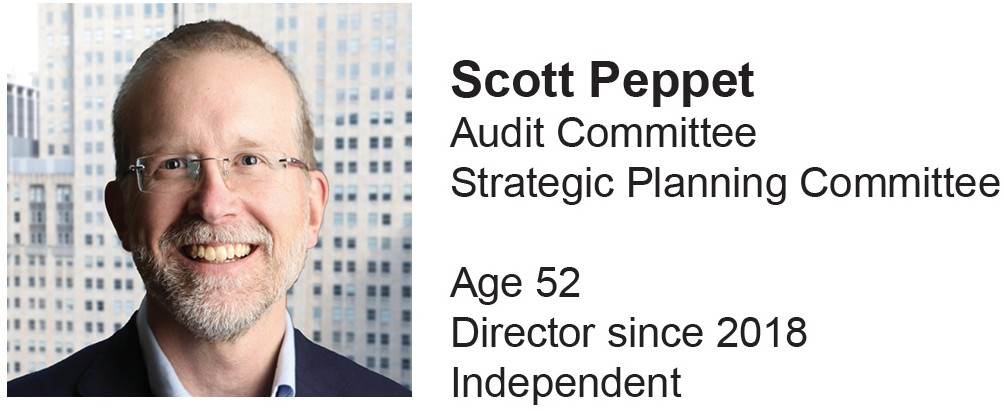 Scott Peppet
Audit Committee
Strategic Planning Committee
Age 52
Director since 2018
Independent